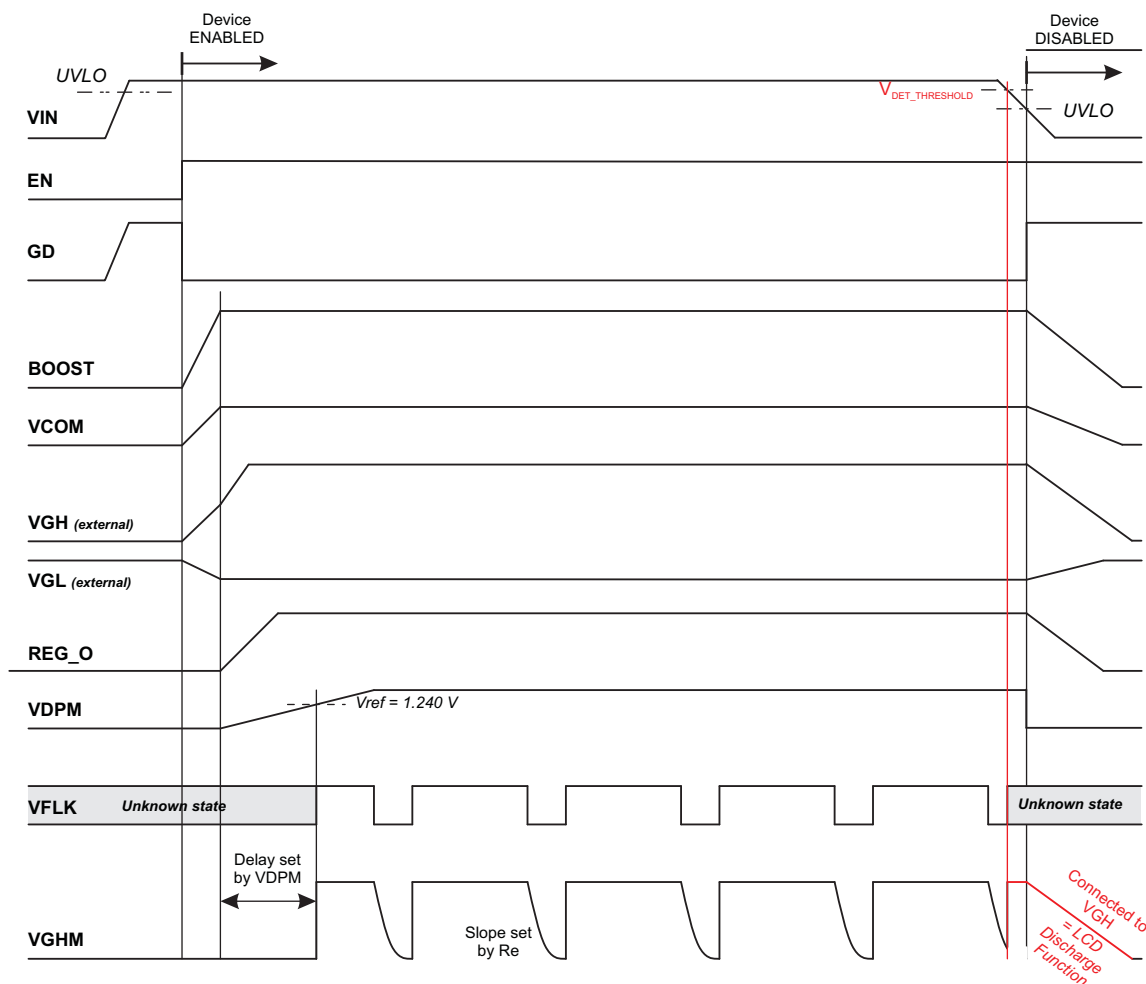 Device
ENABLED
Device
DISABLED
UVLO
V DET_THRESHOLD
UVLO
VIN
EN
GD
BOOST
VCOM
VGH (external)
VGL (external)
REG_O
VDPM
Vref = 1.240 V
VFLK
Unknown state
Unknown state
Delay set
by VDPM
VGHM
Slope set
by Re
Connected to
VGH
= LCD
Discharge
Function